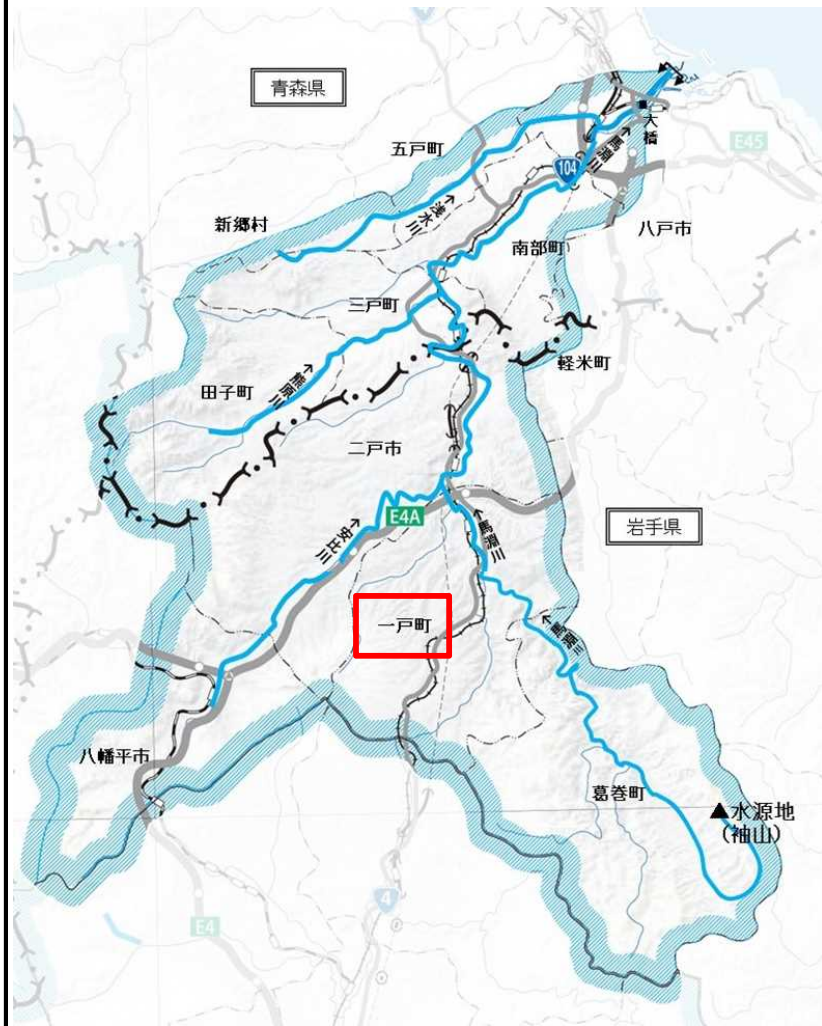 青森県
五戸町
大橋
E45
↑馬淵川
104
↑浅水川
新郷村
八戸市
南部町
三戸町
軽米町
↑熊原川
田子町
二戸市
岩手県
E4A
↑馬淵川
↑安比川
一戸町
↑馬淵川
八幡平市
葛巻町
▲水源地
(袖山)
4
E4